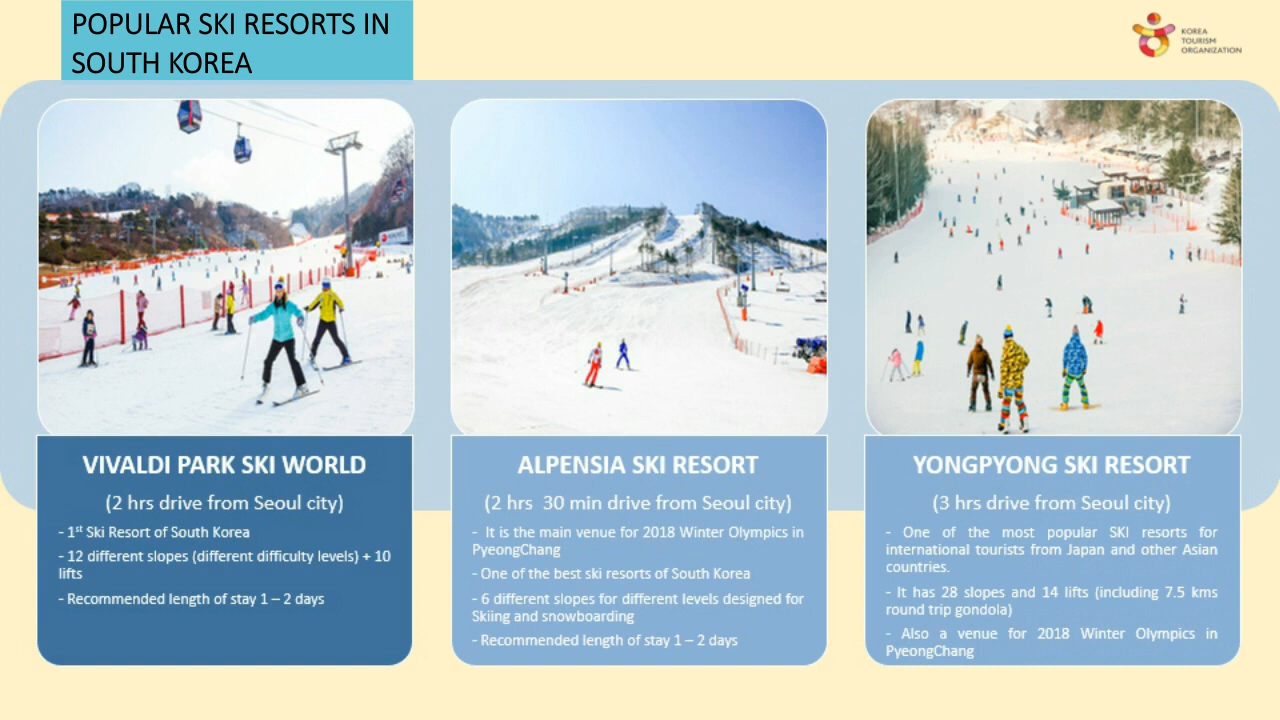 POPULAR SKI RESORTS IN
SOUTH KOREA
KOREA
TOURISM
ORGANIZATION
VIVALDI PARK SKI WORLD
(2 hrs drive from Seoul city)
- 1st Ski Resort of South Korea
- 12 different slopes (different difficulty levels) + 10
lifts
- Recommended length of stay 1 – 2 days
ALPENSIA SKI RESORT
(2 hrs 30 min drive from Seoul city)
- It is the main venue for 2018 Winter Olympics in
PyeongChang
- One of the best ski resorts of South Korea
- 6 different slopes for different levels designed for
Skiing and snowboarding
- Recommended length of stay 1 – 2 days
YONGPYONG SKI RESORT
(3 hrs drive from Seoul city)
- One of the most popular SKI resorts for
international tourists from Japan and other Asian
countries.
- It has 28 slopes and 14 lifts (including 7.5 kms
round trip gondola)
- Also a venue for 2018 Winter Olympics in
PyeongChang